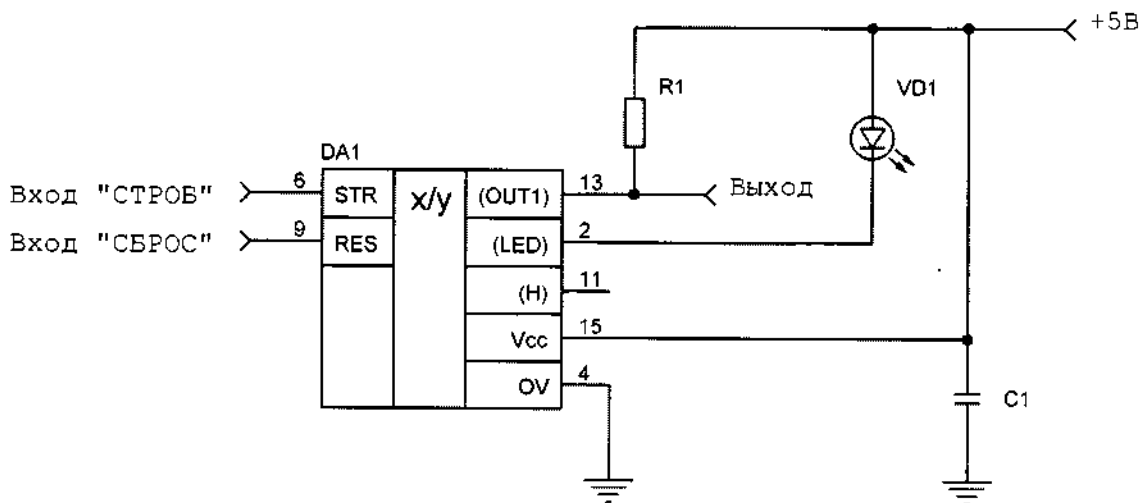 +5В
R1
VD1
DA1
Вход "СТРОБ"
6
STR
x/y
(OUT1)
13
Выход
Вход "СБРОС"
9
RES
(LED)
2
(H)
11
Vcc
15
OV
4
C1